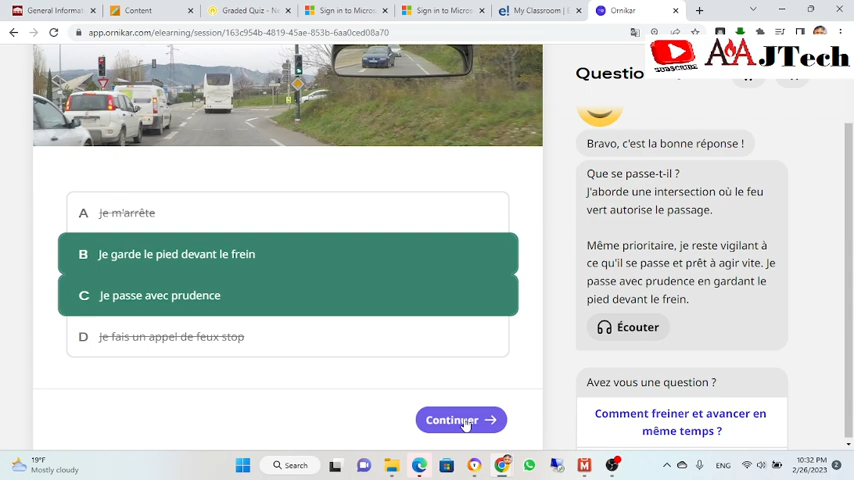 General Informat
Content
Graded Quiz - Ne
Sign in to Micro
Sign in to Micro
My Classroom | E
Ornikar
app.ornikar.com/elearning/session/163c954b-4819-45ae-853b-6aa0ced08a70
SUBSCRIBE
AAJTech
Questio
Bravo, c'est la bonne réponse !
Que se passe-t-il ?
J'aborde une intersection où le feu
vert autorise le passage.
Même prioritaire, je reste vigilant à
ce qu'il se passe et prêt à agir vite. Je
passe avec prudence en gardant le
pied devant le frein.
Écouter
A Je m'arrête
B Je garde le pied devant le frein
C Je passe avec prudence
D Je fais un appel de feux stop
Continuer
Avez vous une question ?
Comment freiner et avancer en
même temps ?
19°F
Mostly cloudy
Search
ENG
10:32 PM
2/26/2023
2